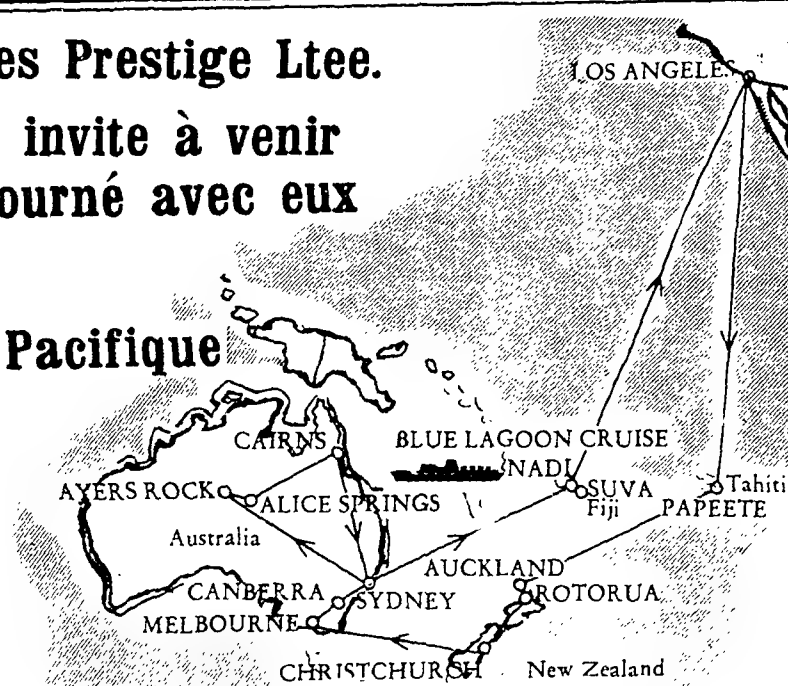 es Prestige Ltee.
invite à venir
ourné avec eux
Pacifique
LOS ANGELES
CAIRNS
BLUE LAGOON CRUISE
NADI
AYERS ROCK
ALICE SPRINGS
SUVA
Fiji
Tahiti
PAPEETE
Australia
AUCKLAND
CANBERRA
SYDNEY
ROTORUA
MELBOURNE
CHRISTCHURCH
New Zealand